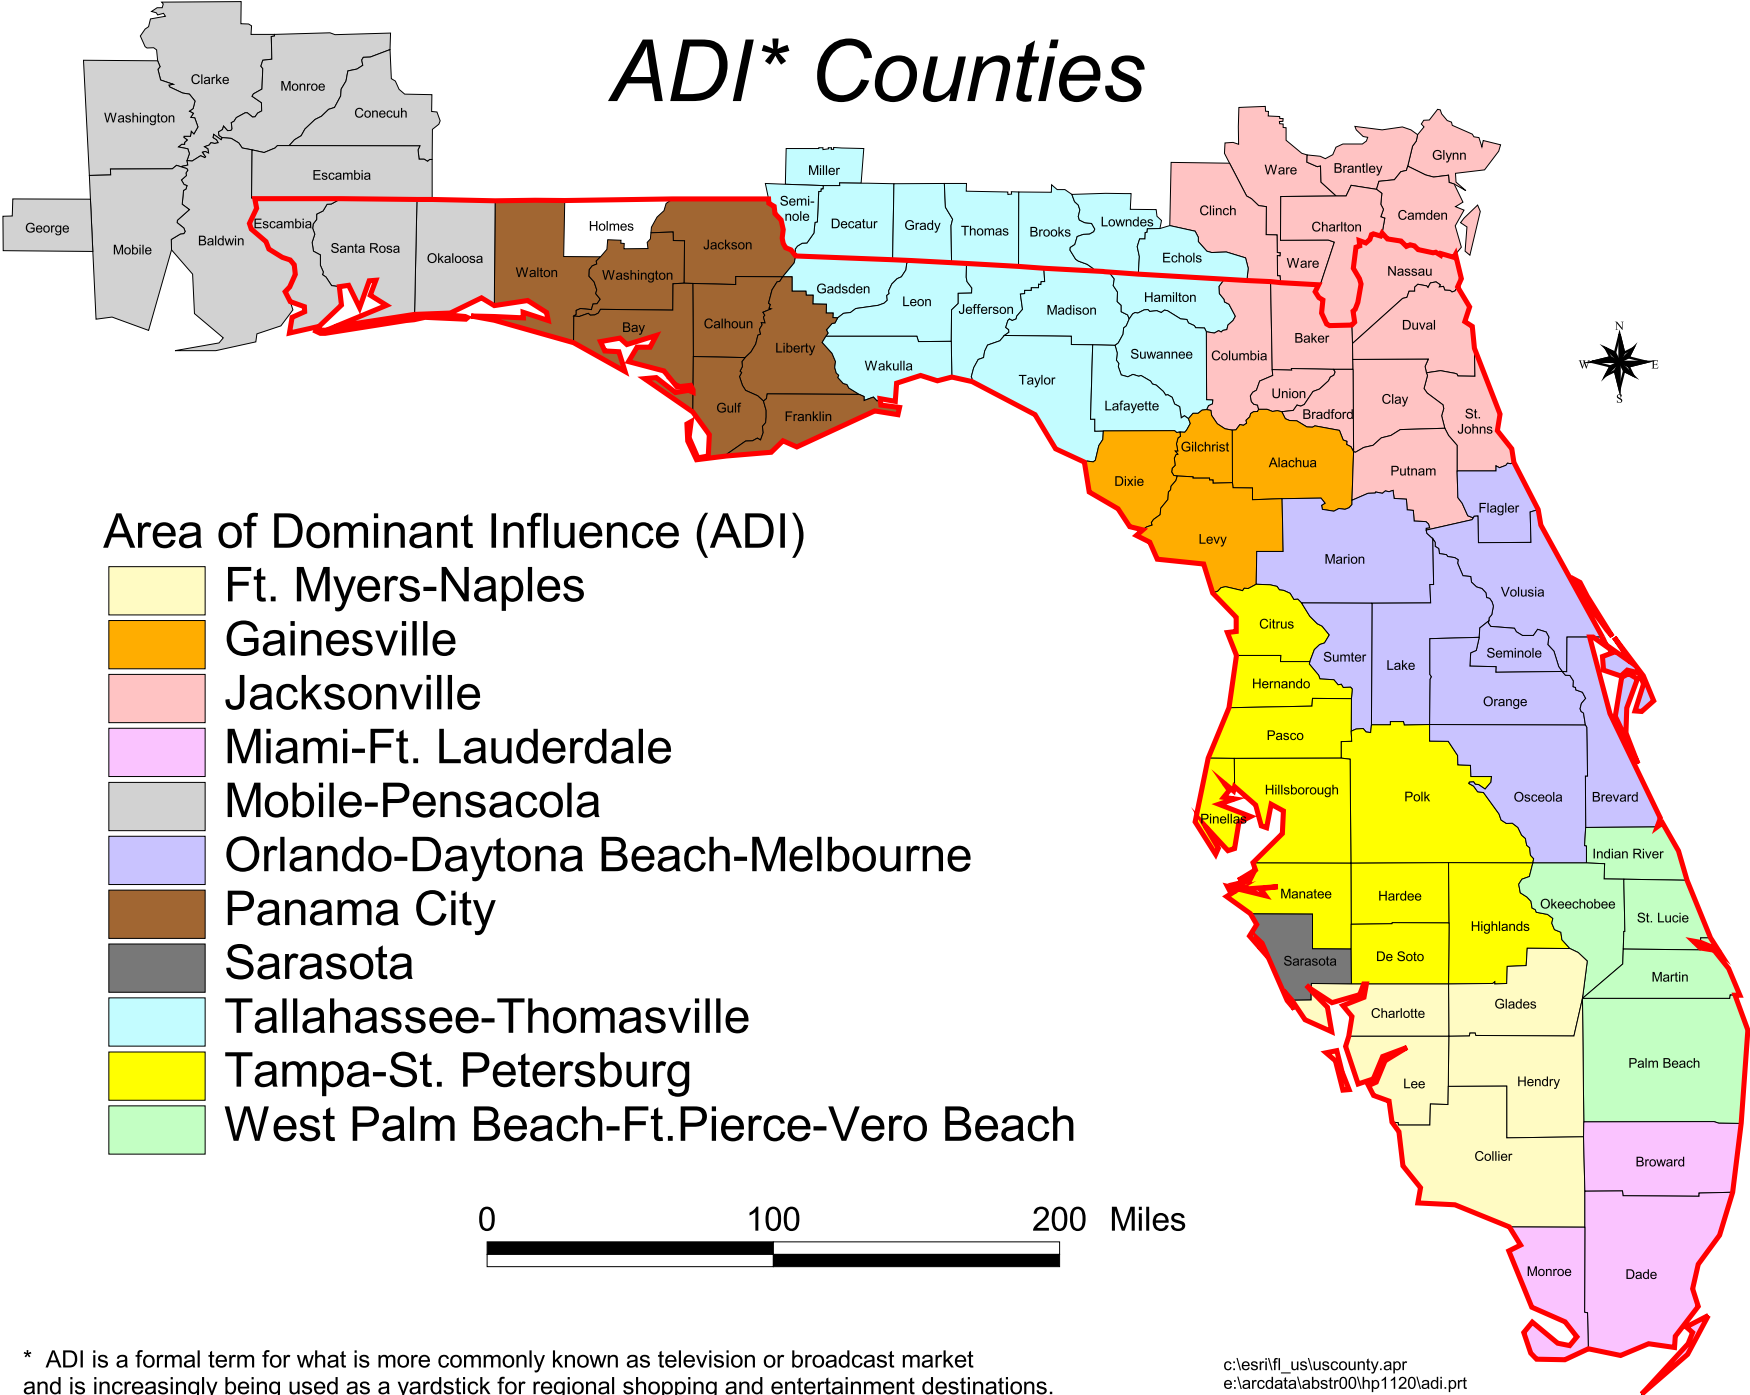 ADI* Counties
Clarke
Monroe
Washington
Conecuh
Escambia
George
Mobile
Baldwin
Escambia
Santa Rosa
Okaloosa
Walton
Holmes
Washington
Jackson
Bay
Calhoun
Liberty
Gulf
Franklin
Miller
Semi-
nole
Decatur
Grady
Thomas
Brooks
Lowndes
Echols
Gadsden
Leon
Jefferson
Madison
Hamilton
Wakulla
Taylor
Suwannee
Lafayette
Clinch
Ware
Brantley
Glynn
Charlton
Camden
Ware
Nassau
Duval
Baker
Columbia
Union
Bradford
Clay
St.
Johns
Putnam
Gilchrist
Alachua
Dixie
Levy
Flagler
Marion
Volusia
Citrus
Sumter
Lake
Seminole
Hernando
Orange
Pasco
Hillsborough
Polk
Osceola
Brevard
Pinellas
Indian River
Manatee
Hardee
Okeechobee
St. Lucie
Highlands
De Soto
Sarasota
Martin
Charlotte
Glades
Palm Beach
Lee
Hendry
Collier
Broward
Monroe
Dade
N
W
E
S
Area of Dominant Influence (ADI)
Ft. Myers-Naples
Gainesville
Jacksonville
Miami-Ft. Lauderdale
Mobile-Pensacola
Orlando-Daytona Beach-Melbourne
Panama City
Sarasota
Tallahassee-Thomasville
Tampa-St. Petersburg
West Palm Beach-Ft.Pierce-Vero Beach
0 100 200 Miles
* ADI is a formal term for what is more commonly known as television or broadcast market
and is increasingly being used as a yardstick for regional shopping and entertainment destinations.
c:\esri\fl_us\uscounty.apr
e:\arcdata\abstr00\hp1120\adi.prt